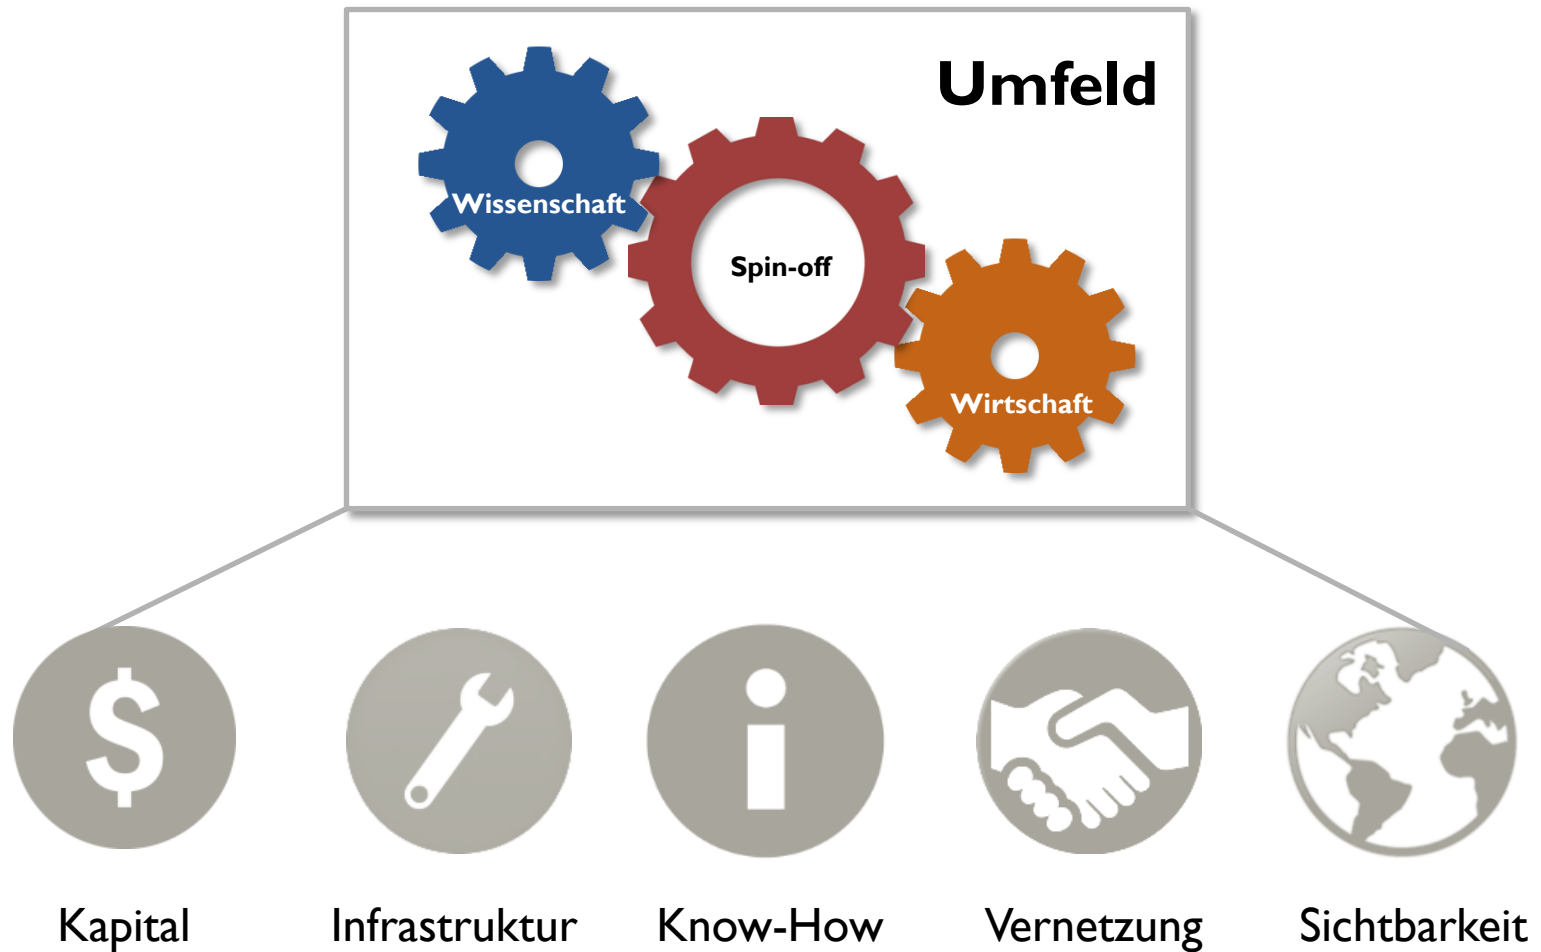 Umfeld
Wissenschaft
Spin-off
Wirtschaft
$
i
Kapital
Infrastruktur
Know-How
Vernetzung
Sichtbarkeit